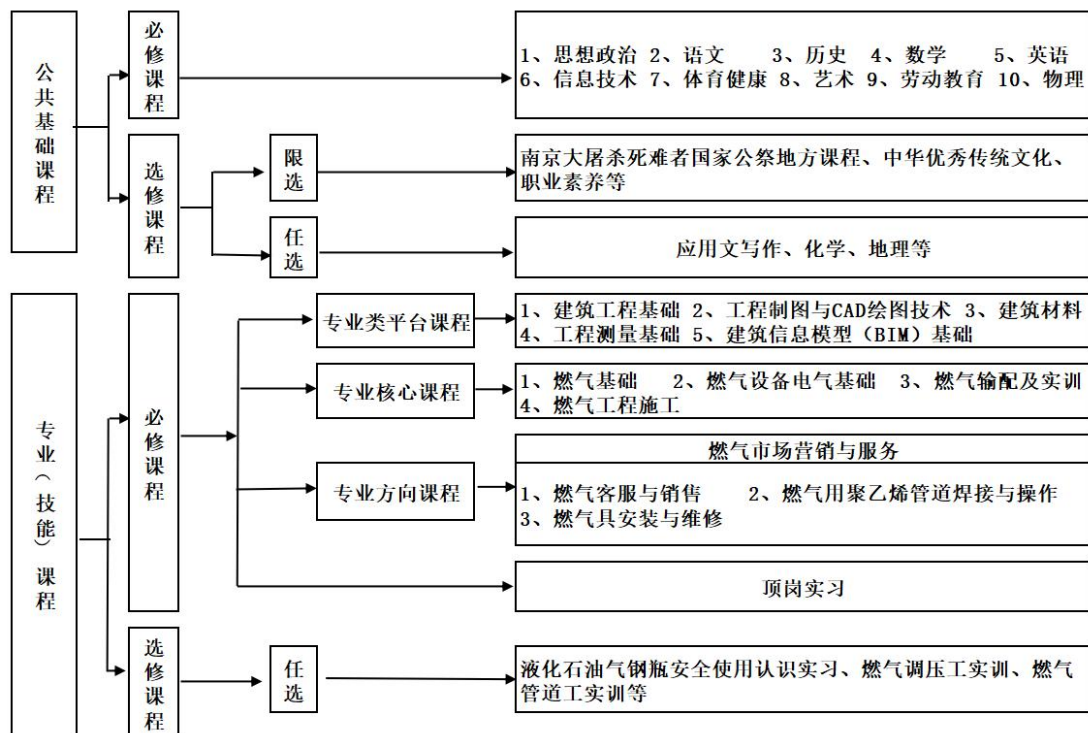 公共基础课程
必修课程
1、思想政治 2、语文 3、历史 4、数学 5、英语
6、信息技术 7、体育健康 8、艺术 9、劳动教育 10、物理
选修课程
限选
南京大屠杀死难者国家公祭地方课程、中华优秀传统文化、
职业素养等
任选
应用文写作、化学、地理等
专业(技能)课程
必修课程
专业类平台课程
1、建筑工程基础 2、工程制图与CAD绘图技术 3、建筑材料
4、工程测量基础 5、建筑信息模型（BIM）基础
专业核心课程
1、燃气基础 2、燃气设备电气基础 3、燃气输配及实训
4、燃气工程施工
专业方向课程
燃气市场营销与服务
1、燃气客服与销售 2、燃气用聚乙烯管道焊接与操作
3、燃气具安装与维修
顶岗实习
选修课程
任选
液化石油气钢瓶安全使用认识实习、燃气调压工实训、燃气
管道工实训等